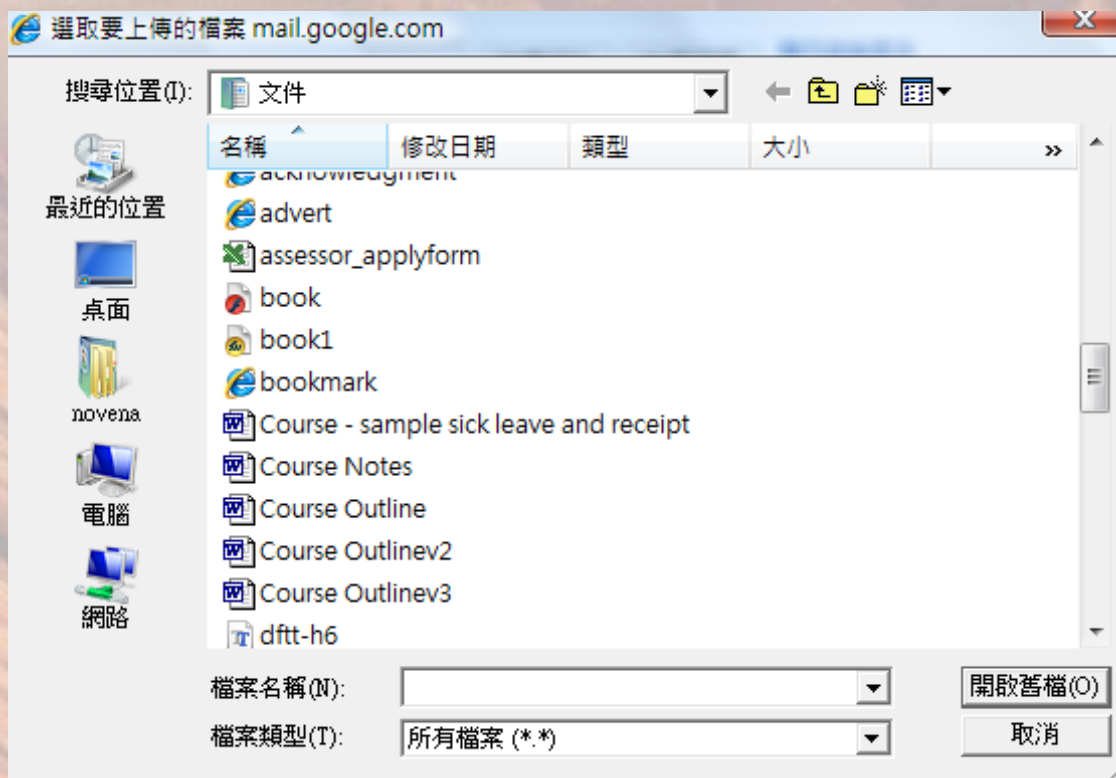 選取要上傳的檔案 mail.google.com
搜尋位置(I):
文件
名稱 修改日期 類型 大小
acknowledgment
advert
assessor_applyform
book
book1
bookmark
Course - sample sick leave and receipt
Course Notes
Course Outline
Course Outlinev2
Course Outlinev3
dftt-h6
最近的位置
桌面
novena
電腦
網路
檔案名稱(N):
開啟舊檔(O)
檔案類型(T):
所有檔案 (*.*)
取消